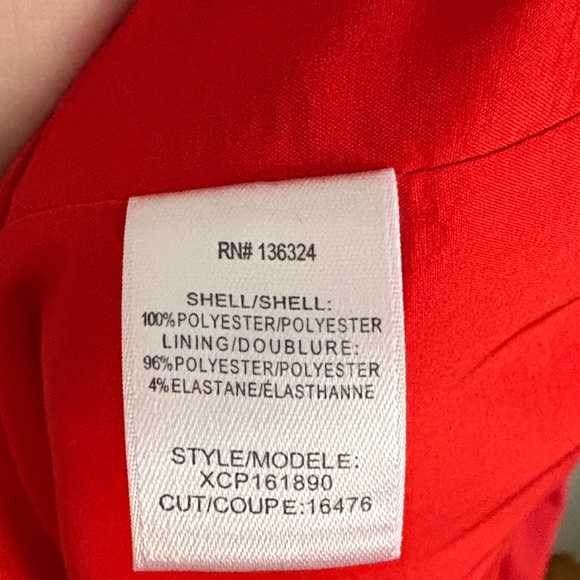 RN# 136324
SHELL/SHELL:
100% POLYESTER/POLYESTER
LINING/DOUBLURE:
96% POLYESTER/POLYESTER
4% ELASTANE/ÉLASTHANNE
STYLE/MODELE:
XCP161890
CUT/COUPE:16476